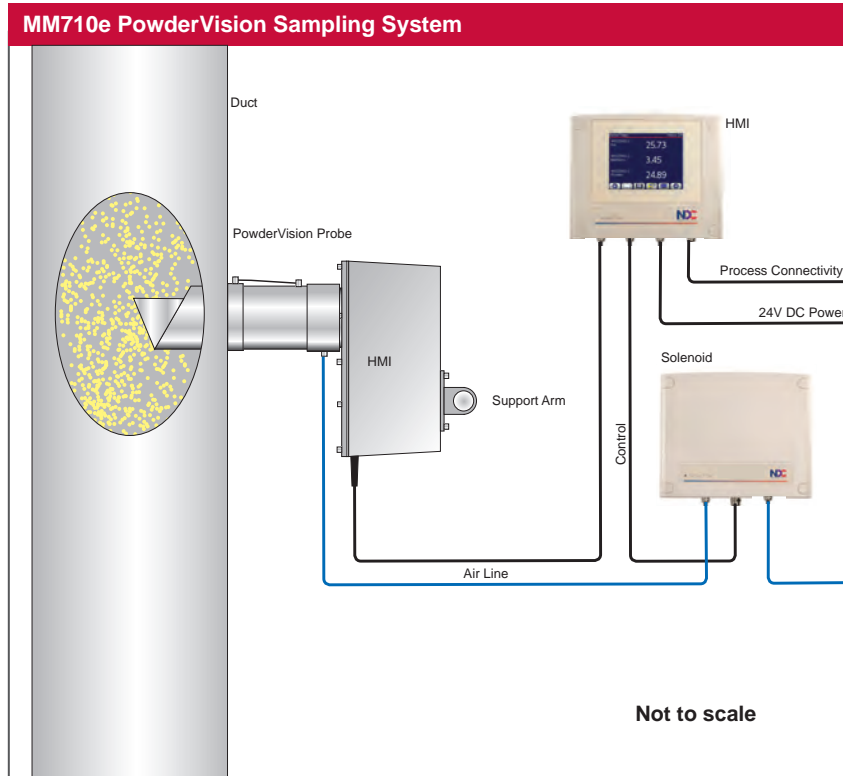 MM710e PowderVision Sampling System
Duct
HMI
25.73
3.45
24.89
NDC
PowderVision Probe
Process Connectivity
24V DC Power
HMI
Solenoid
Support Arm
Control
NDC
Air Line
Not to scale